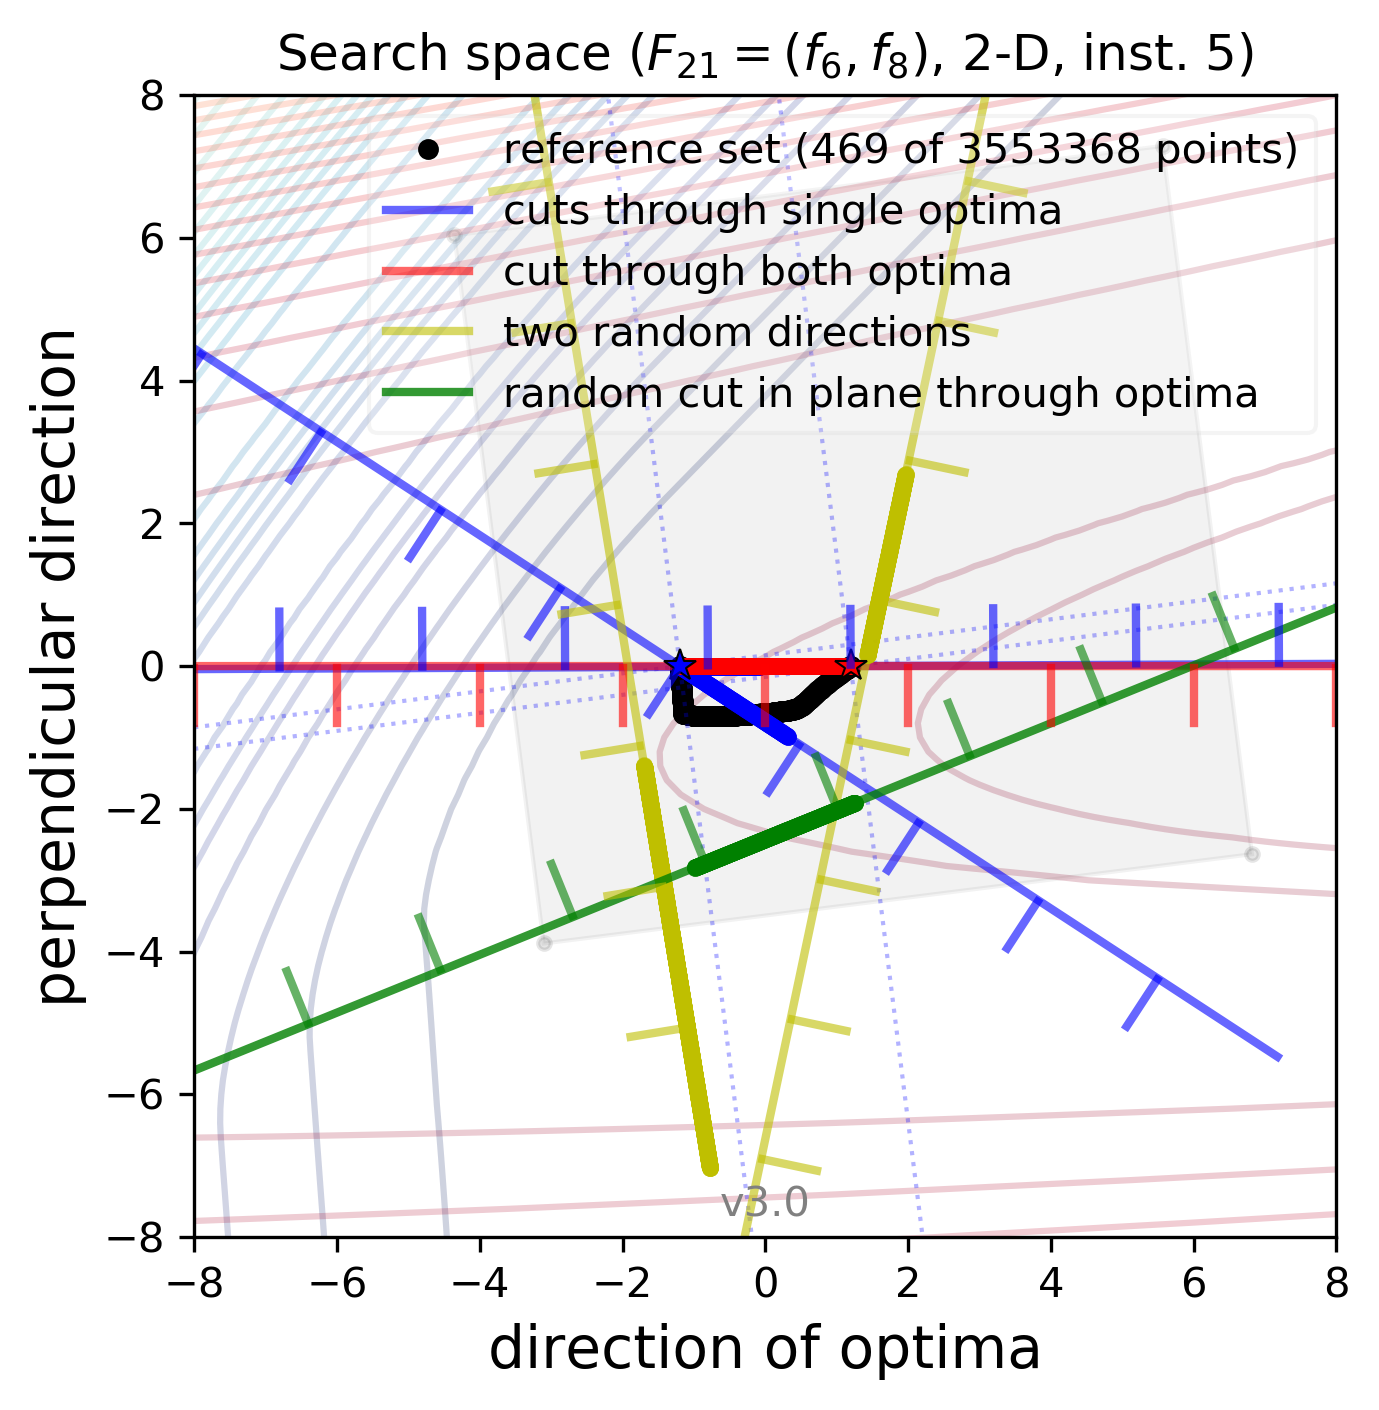 Search space (F₂₁ = (f₆, f₈), 2-D, inst. 5)
8
6
4
2
0
−2
−4
−6
−8
perpendicular direction
reference set (469 of 3553368 points)
cuts through single optima
cut through both optima
two random directions
random cut in plane through optima
v3.0
−8 −6 −4 −2 0 2 4 6 8
direction of optima